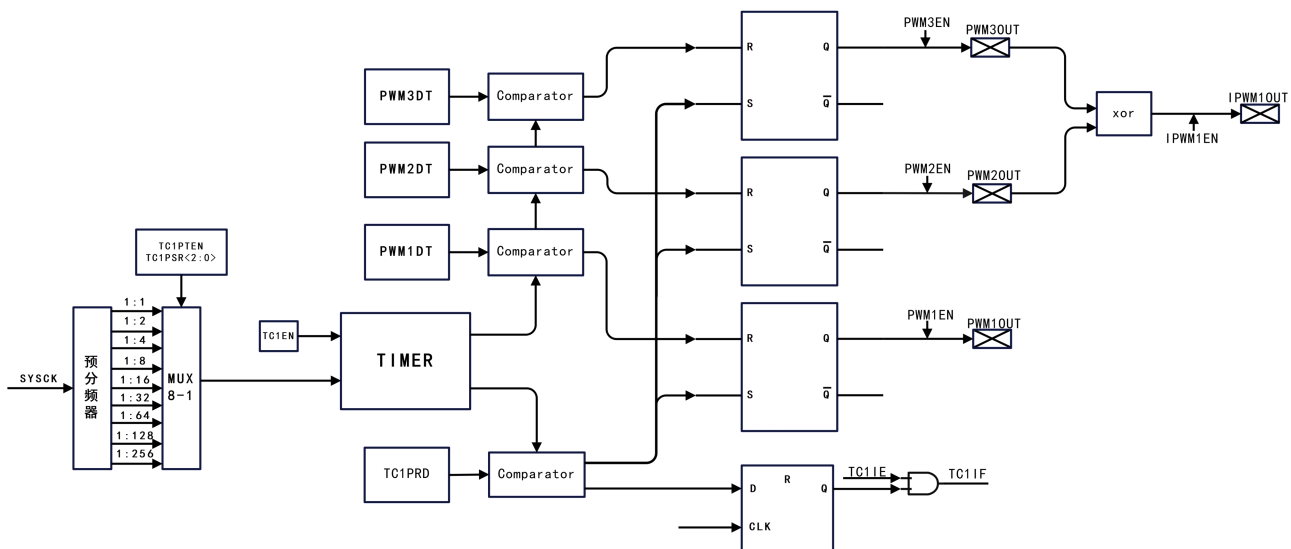 PWM3EN
PWM3OUT
R
Q
PWM3DT
Comparator
S
Q
xor
IPWM1OUT
IPWM1EN
PWM2DT
Comparator
PWM2EN
PWM2OUT
R
Q
TC1PTEN
TC1PSR<2:0>
PWM1DT
Comparator
S
Q
1:1
1:2
1:4
1:8
1:16
1:32
1:64
1:128
1:256
SYSCK
预分频器
MUX
8-1
TC1EN
TIMER
PWM1EN
PWM1OUT
R
Q
S
Q
TC1PRD
Comparator
D
R
Q
CLK
TC1IE
TC1IF